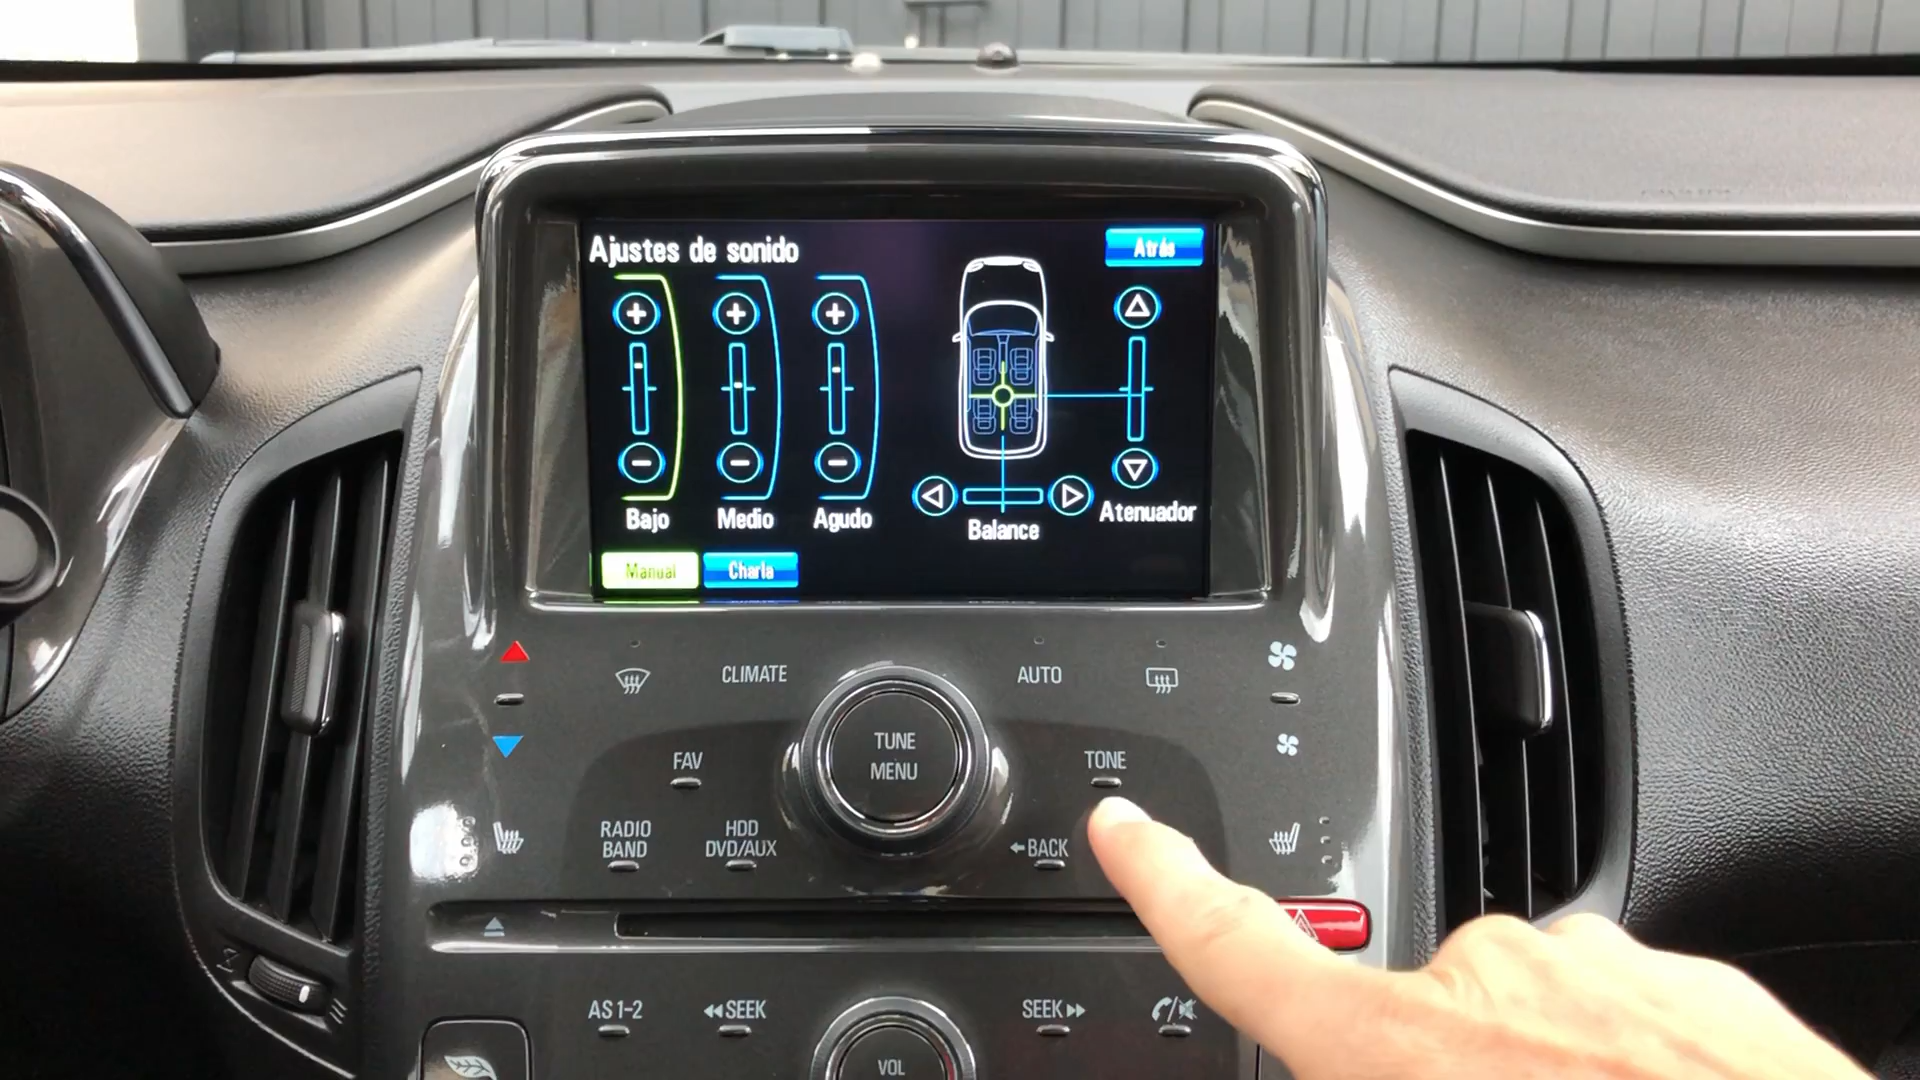 Ajustes de sonido
Atrás
Bajo
Medio
Agudo
Balance
Atenuador
Manual
Charla
CLIMATE
AUTO
TUNE
MENU
FAV
TONE
RADIO
BAND
HDD
DVD/AUX
BACK
AS 1-2
SEEK
SEEK
VOL